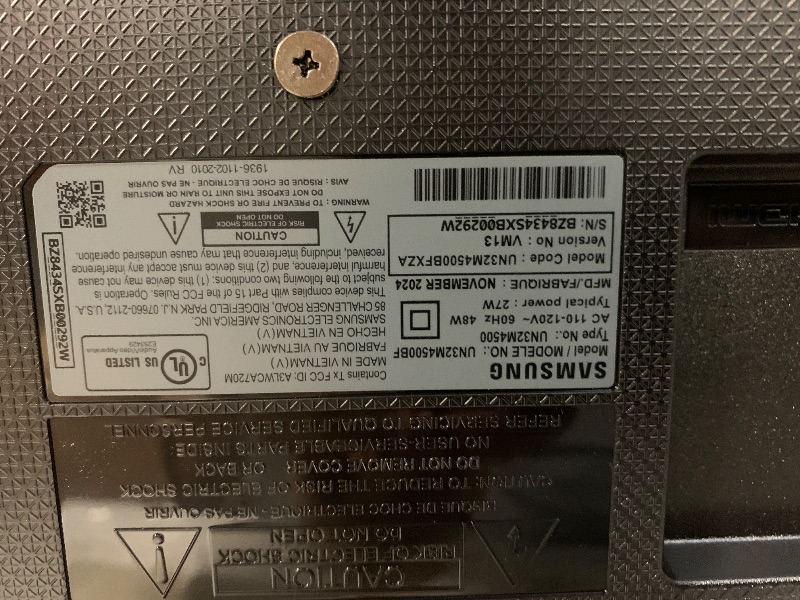 SAMSUNG
Model / MODELE NO.: UN32M4500BF
Type No.: UN32M4500
AC 110-120V~ 60Hz 48W
Typical power : 27W
MFD./FABRIQUE : NOVEMBER 2024
Model Code : UN32M4500BFXZA
Version No : VM13
S/N: BZ8434SXB00292W
Contains Tx FCC ID: A3LWCA720M
MADE IN VIETNAM(V)
FABRIQUE AU VIETNAM(V)
HECHO EN VIETNAM(V)
SAMSUNG ELECTRONICS AMERICA INC.
85 CHALLENGER ROAD, RIDGEFIELD PARK N.J. 07660-2112, U.S.A.
This device complies with Part 15 of the FCC Rules. Operation is
subject to the following two conditions: (1) this device may not cause
harmful interference, and (2) this device must accept any interference
received, including interference that may cause undesired operation.
CAUTION
RISK OF ELECTRIC SHOCK
DO NOT OPEN
WARNING: TO PREVENT FIRE OR SHOCK HAZARD
DO NOT EXPOSE THIS UNIT TO RAIN OR MOISTURE
AVIS : RISQUE DE CHOC ELECTRIQUE - NE PAS OUVRIR
1936-1102-2010 RV
C UL US LISTED
Audio/Video Apparatus
E253429
BZ8434SXB00292W
CAUTION
RISK OF ELECTRIC SHOCK
DO NOT OPEN
RISQUE DE CHOC ELECTRIQUE - NE PAS OUVRIR
CAUTION: TO REDUCE THE RISK OF ELECTRIC SHOCK
DO NOT REMOVE COVER OR BACK
NO USER-SERVICEABLE PARTS INSIDE.
REFER SERVICING TO QUALIFIED SERVICE PERSONNEL